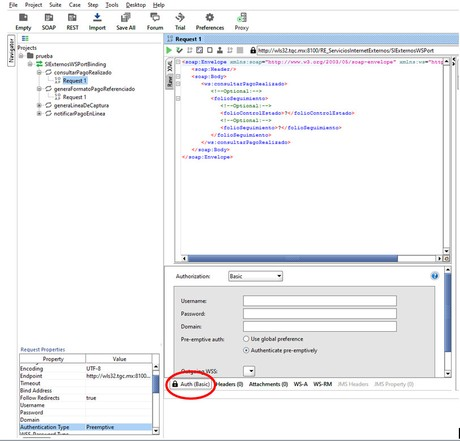 File Project Suite Case Step Tools Desktop Help
Empty SOAP REST Import Save All Forum Trial Preferences Proxy
Navigator
Projects
prueba
SIExternosWSPortBinding
consultarPagoRealizado
Request 1
generaFormatoPagoReferenciado
Request 1
generaLineaDeCaptura
notificarPagoEnLinea
Request Properties
Property Value
Encoding UTF-8
Endpoint http://wls32.tgc.mx:8100...
Timeout
Bind Address
Follow Redirects true
Username
Password
Domain
Authentication Type Preemptive
WSS-Password Type
Request 1
http://wls32.tgc.mx:8100/RE_ServiciosInternetExternos/SIExternosWSPort
XML
Raw
<soap:Envelope xmlns:soap="http://www.w3.org/2003/05/soap-envelope" xmlns:ws="http
<soap:Header/>
<soap:Body>
<ws:consultarPagoRealizado>
<!--Optional:-->
<folioSeguimiento>
<!--Optional:-->
<folioControlEstado>?</folioControlEstado>
<!--Optional:-->
<folioSeguimiento>?</folioSeguimiento>
</folioSeguimiento>
</ws:consultarPagoRealizado>
</soap:Body>
</soap:Envelope>
Authorization: Basic
Username:
Password:
Domain:
Pre-emptive auth: Use global preference
Authenticate pre-emptively
Outgoing WSS:
Auth (Basic) Headers (0) Attachments (0) WS-A WS-RM JMS Headers JMS Property (0)